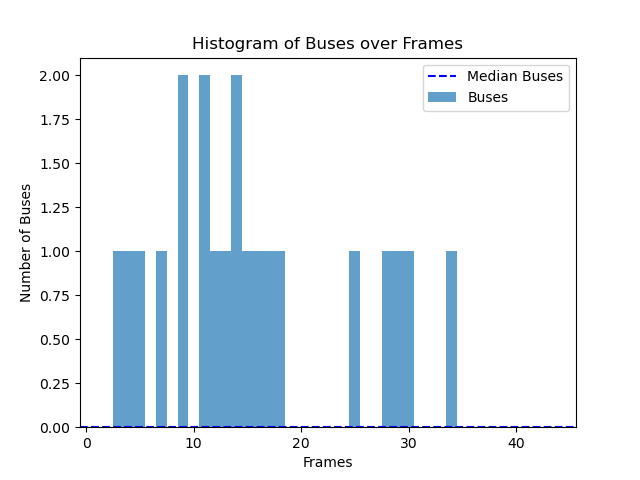 Histogram of Buses over Frames
Number of Buses
2.00
1.75
1.50
1.25
1.00
0.75
0.50
0.25
0.00
Median Buses
Buses
0 10 20 30 40
Frames